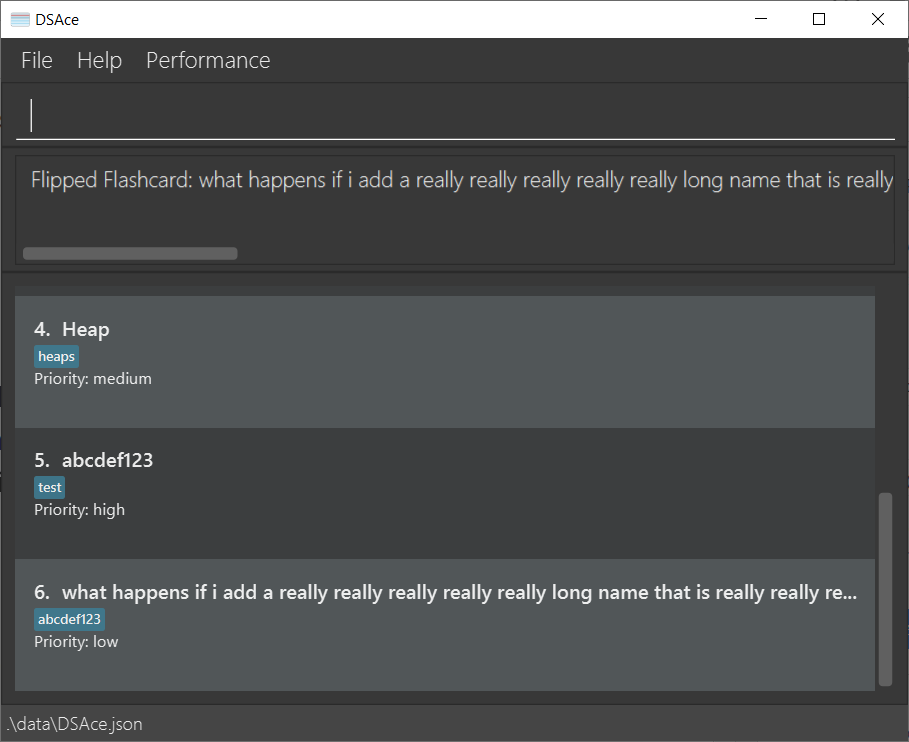 DSAce
File Help Performance
Flipped Flashcard: what happens if i add a really really really really really long name that is really
4. Heap
heaps
Priority: medium
5. abcdef123
test
Priority: high
6. what happens if i add a really really really really really long name that is really really re...
abcdef123
Priority: low
.\data\DSAce.json